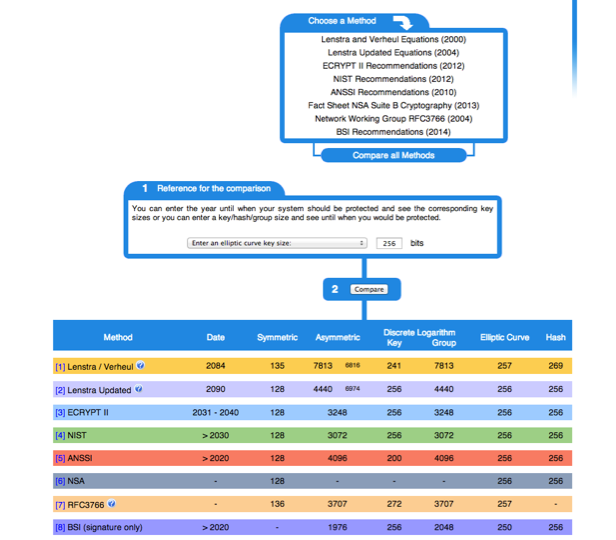 Choose a Method
Lenstra and Verheul Equations (2000)
Lenstra Updated Equations (2004)
ECRYPT II Recommendations (2012)
NIST Recommendations (2012)
ANSSI Recommendations (2010)
Fact Sheet NSA Suite B Cryptography (2013)
Network Working Group RFC3766 (2004)
BSI Recommendations (2014)
Compare all Methods
1 Reference for the comparison
You can enter the year until when your system should be protected and see the corresponding key
sizes or you can enter a key/hash/group size and see until when you would be protected.
Enter an elliptic curve key size: 256 bits
2 Compare
Method Date Symmetric Asymmetric Discrete Logarithm Key Group Elliptic Curve Hash
[1] Lenstra / Verheul ? 2084 135 7813 6816 241 7813 257 269
[2] Lenstra Updated ? 2090 128 4440 6974 256 4440 256 256
[3] ECRYPT II 2031 - 2040 128 3248 256 3248 256 256
[4] NIST > 2030 128 3072 256 3072 256 256
[5] ANSSI > 2020 128 4096 200 4096 256 256
[6] NSA - 128 - - - 256 256
[7] RFC3766 ? - 136 3707 272 3707 257 -
[8] BSI (signature only) > 2020 - 1976 256 2048 250 256